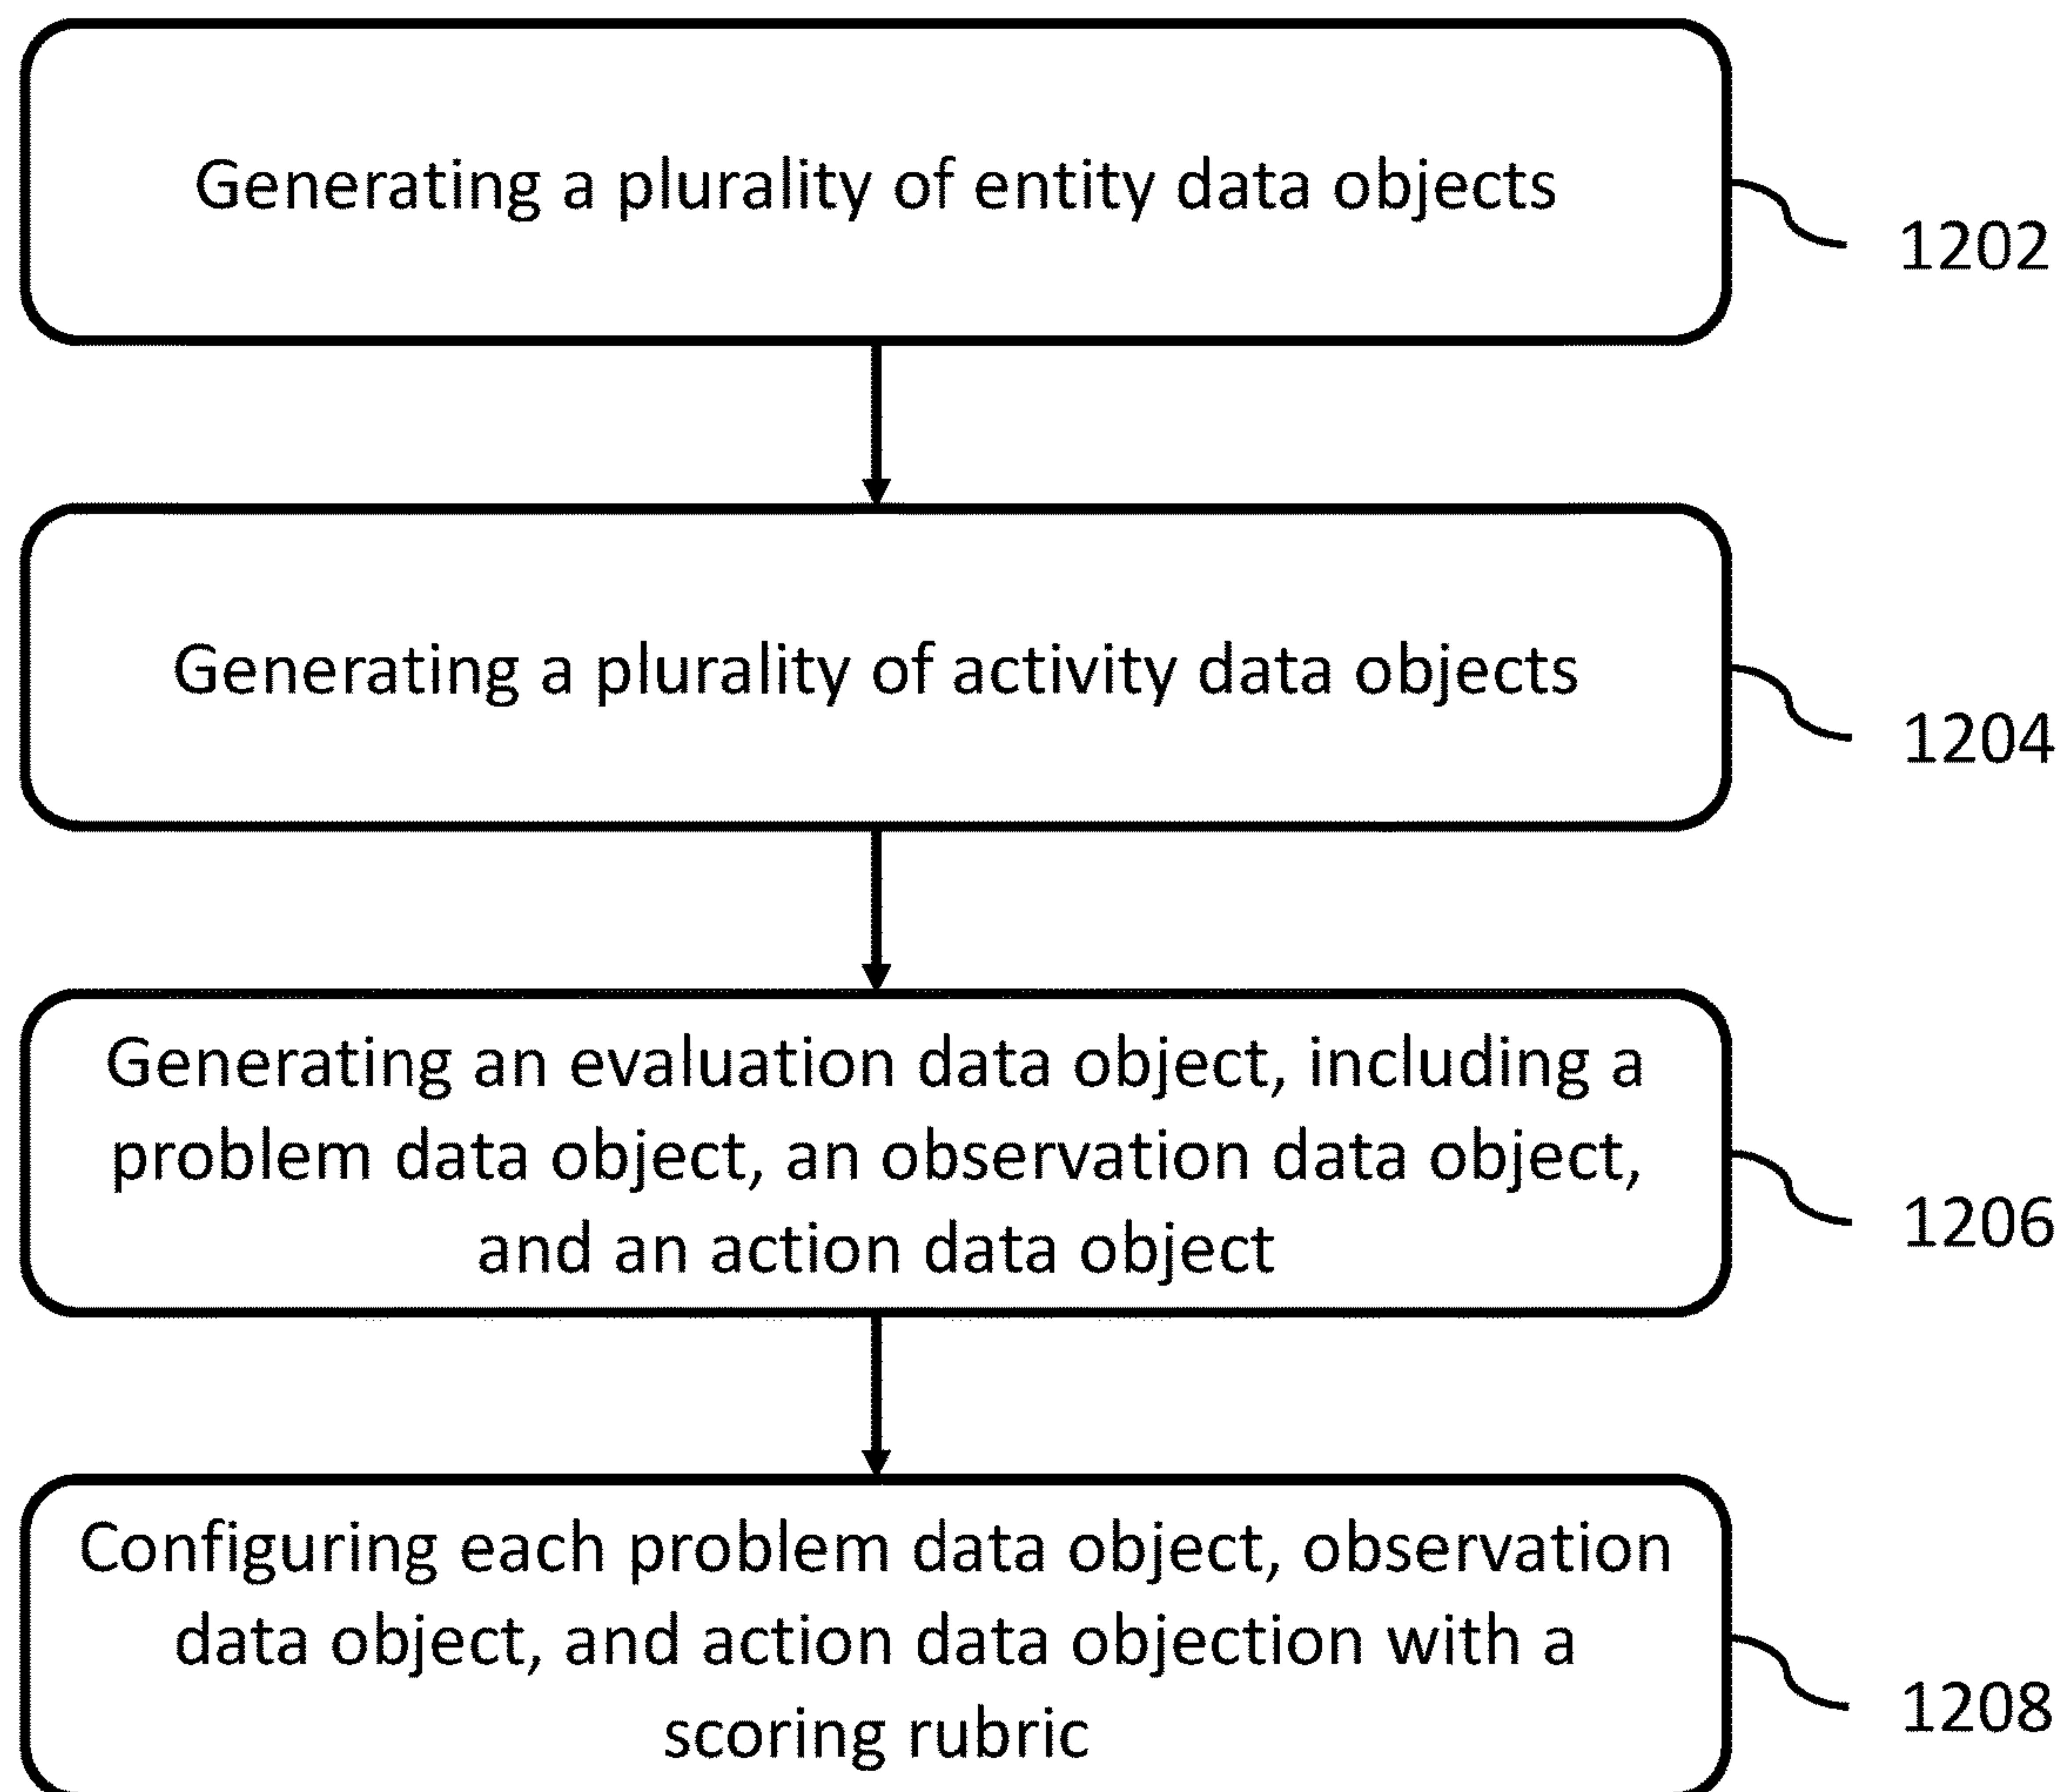 Generating a plurality of entity data objects
1202
Generating a plurality of activity data objects
1204
Generating an evaluation data object, including a
problem data object, an observation data object,
and an action data object
1206
Configuring each problem data object, observation
data object, and action data objection with a
scoring rubric
1208